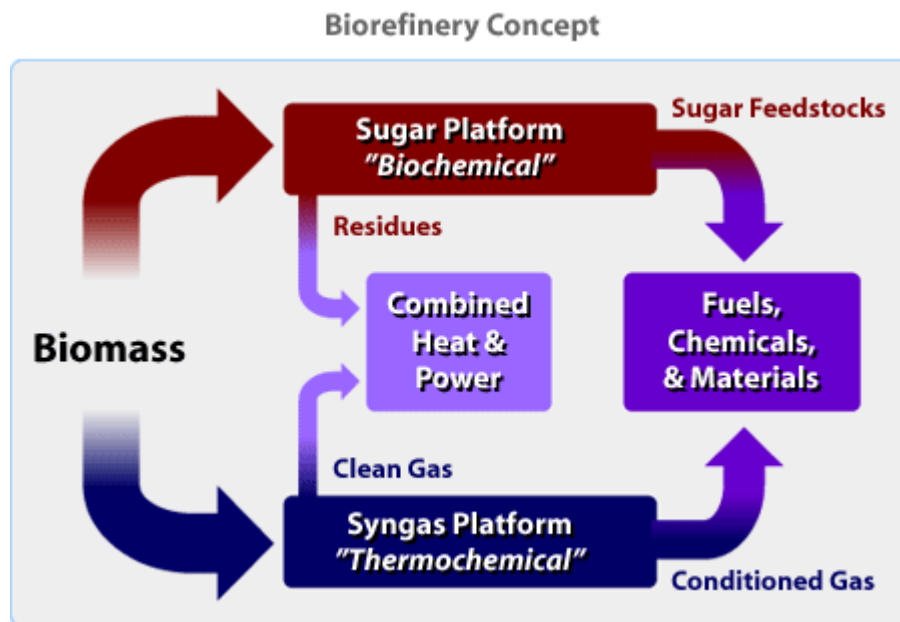 Biorefinery Concept
Sugar Platform
"Biochemical"
Sugar Feedstocks
Residues
Combined
Heat &
Power
Fuels,
Chemicals,
& Materials
Biomass
Clean Gas
Syngas Platform
"Thermochemical"
Conditioned Gas